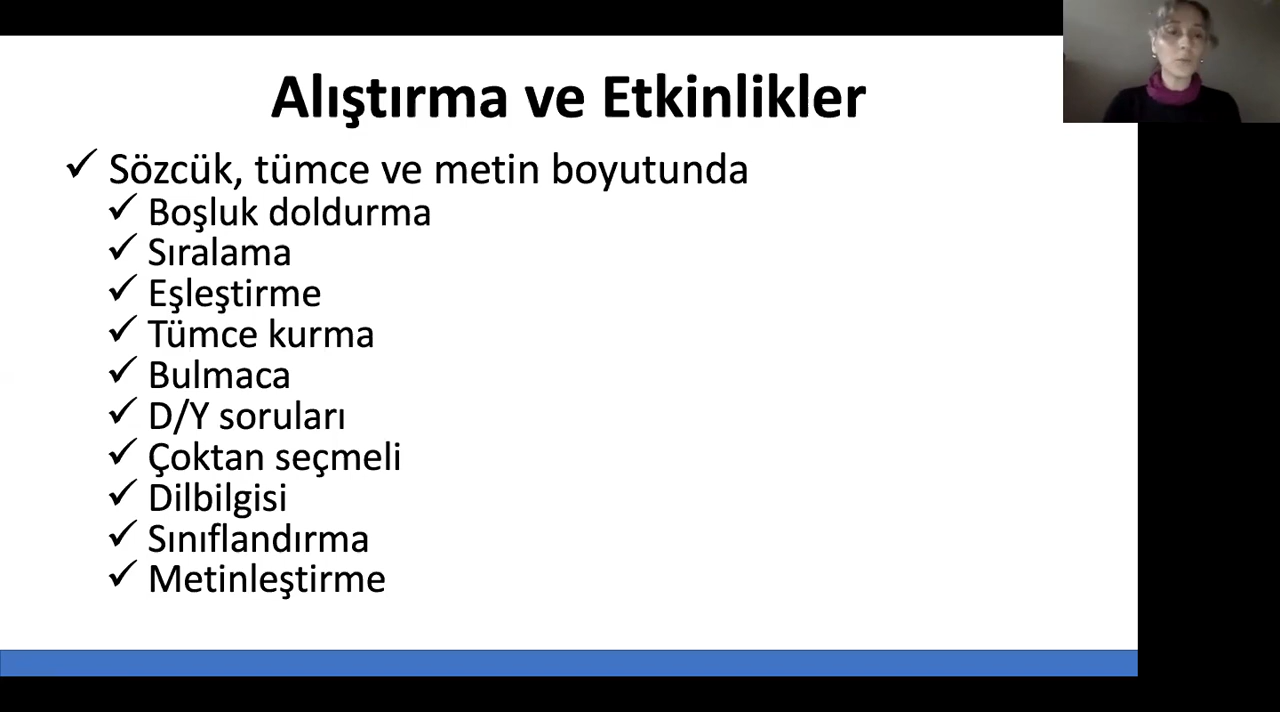 Alıştırma ve Etkinlikler
✓ Sözcük, tümce ve metin boyutunda
✓ Boşluk doldurma
✓ Sıralama
✓ Eşleştirme
✓ Tümce kurma
✓ Bulmaca
✓ D/Y soruları
✓ Çoktan seçmeli
✓ Dilbilgisi
✓ Sınıflandırma
✓ Metinleştirme